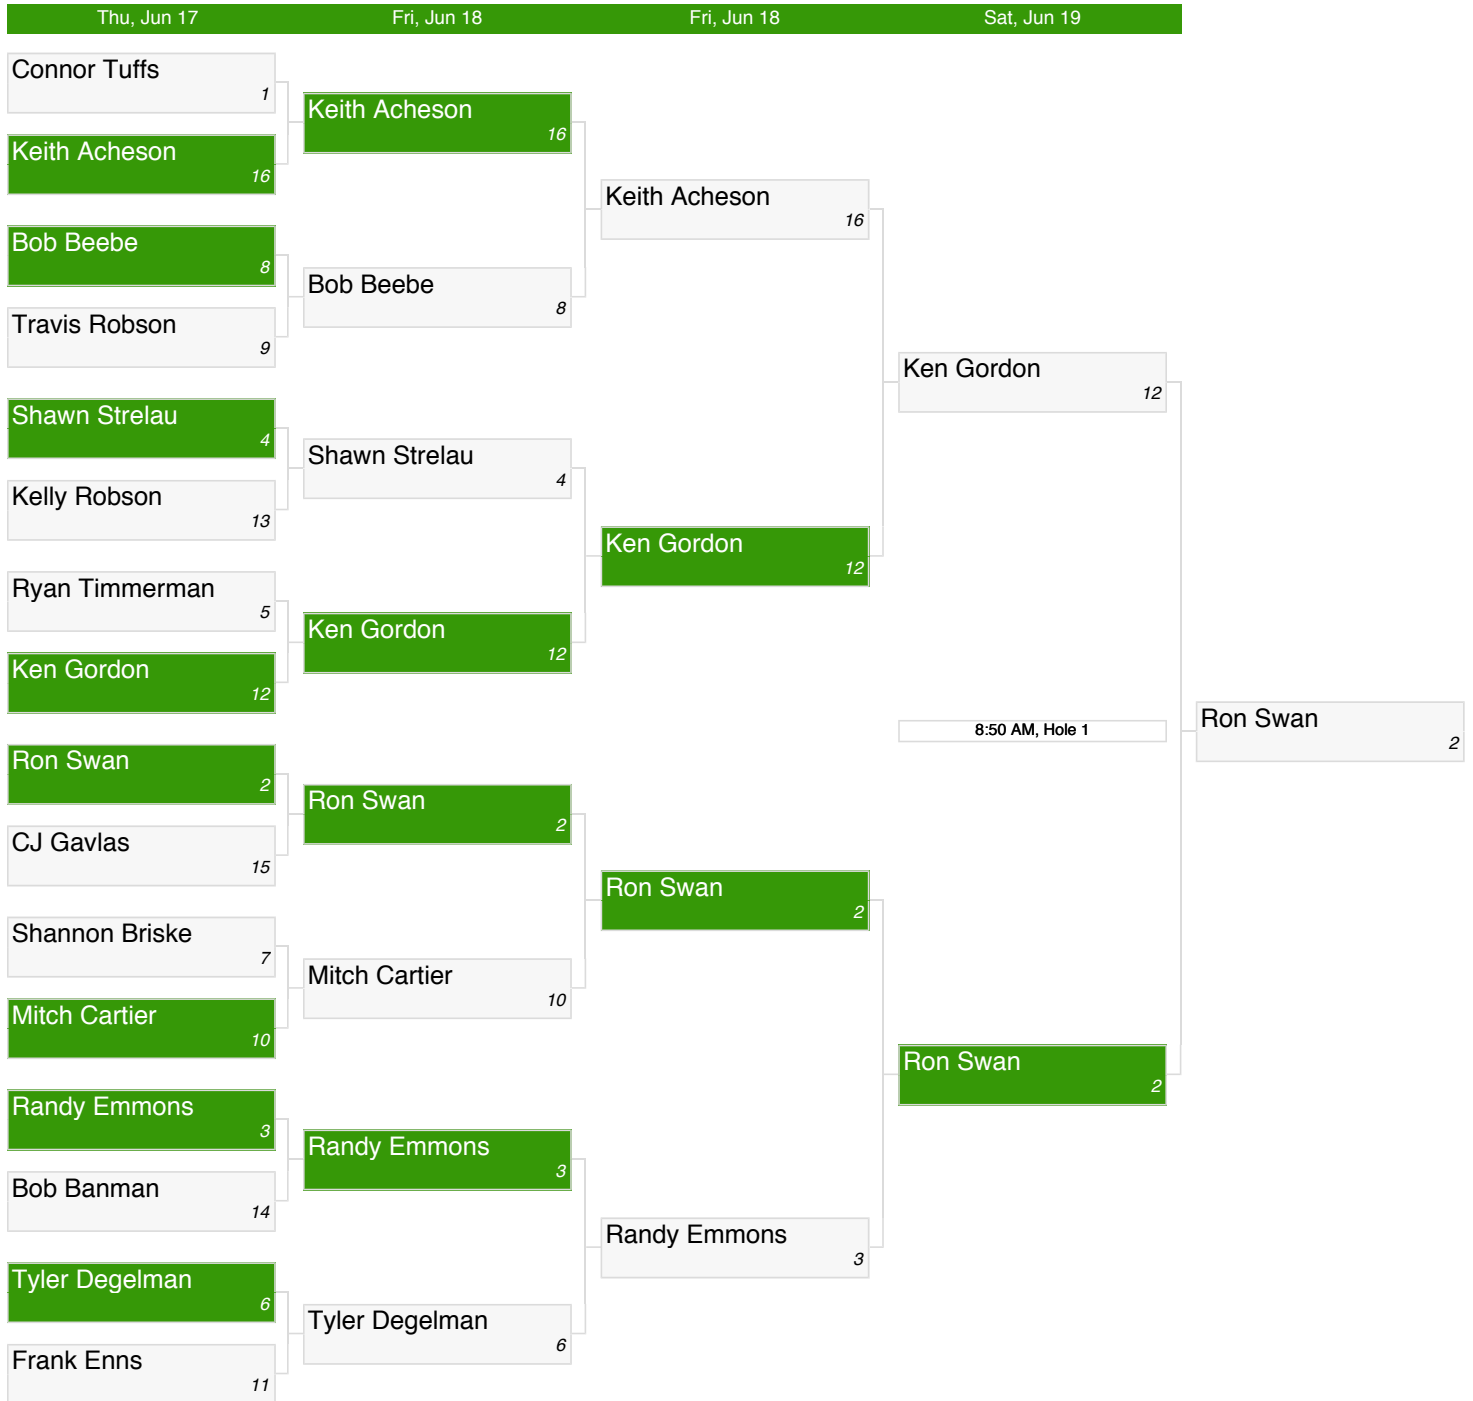 Thu, Jun 17
Fri, Jun 18
Fri, Jun 18
Sat, Jun 19
Connor Tuffs
1
Keith Acheson
16
Bob Beebe
8
Travis Robson
9
Shawn Strelau
4
Kelly Robson
13
Ryan Timmerman
5
Ken Gordon
12
Ron Swan
2
CJ Gavlas
15
Shannon Briske
7
Mitch Cartier
10
Randy Emmons
3
Bob Banman
14
Tyler Degelman
6
Frank Enns
11
Keith Acheson
16
Bob Beebe
8
Shawn Strelau
4
Ken Gordon
12
Ron Swan
2
Mitch Cartier
10
Randy Emmons
3
Tyler Degelman
6
Keith Acheson
16
Ken Gordon
12
Ron Swan
2
Randy Emmons
3
Ken Gordon
12
8:50 AM, Hole 1
Ron Swan
2
Ron Swan
2